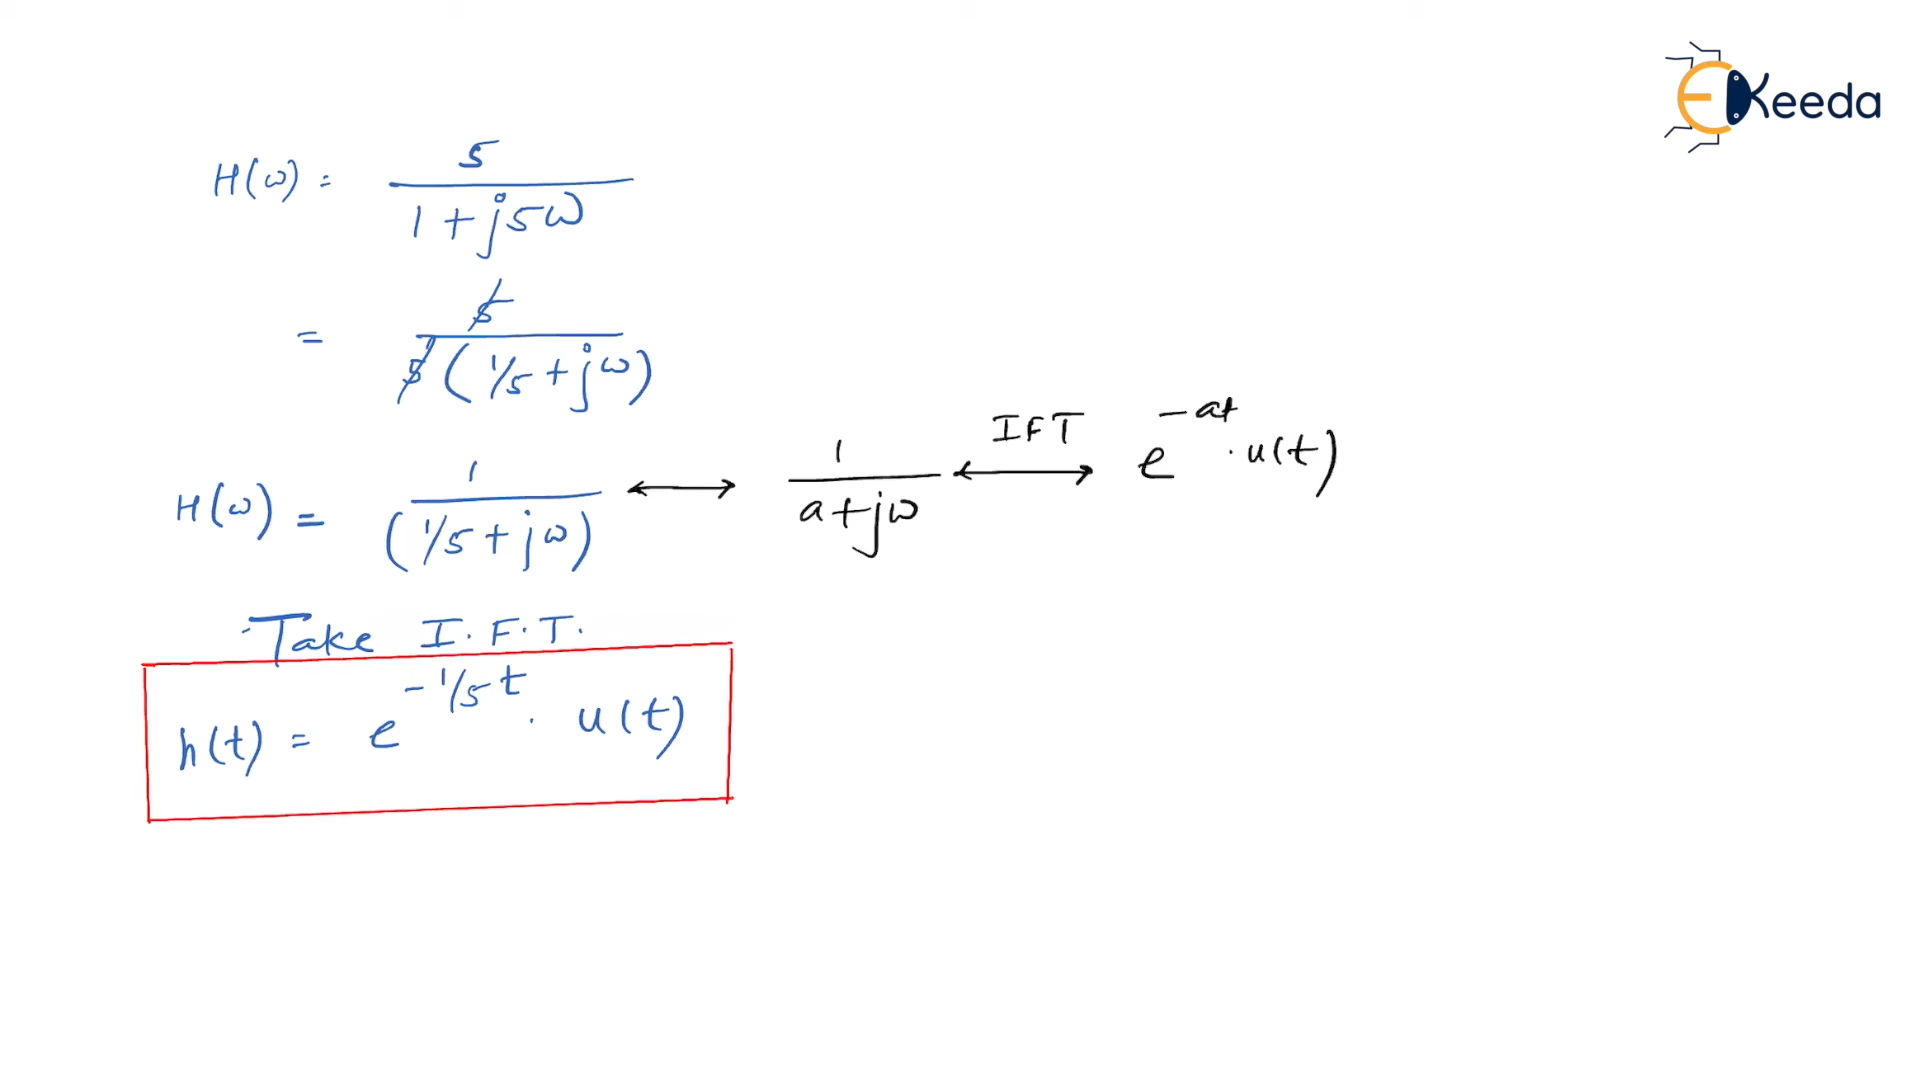 EKeeda
H(ω) = 5 / 1 + j5ω
= 5 / 5 (1/5 + jω)
H(ω) = 1 / (1/5 + jω) ⟷ 1 / a + jω ⟷ IFT e^-at · u(t)
Take I.F.T.
h(t) = e^-1/5 t · u(t)